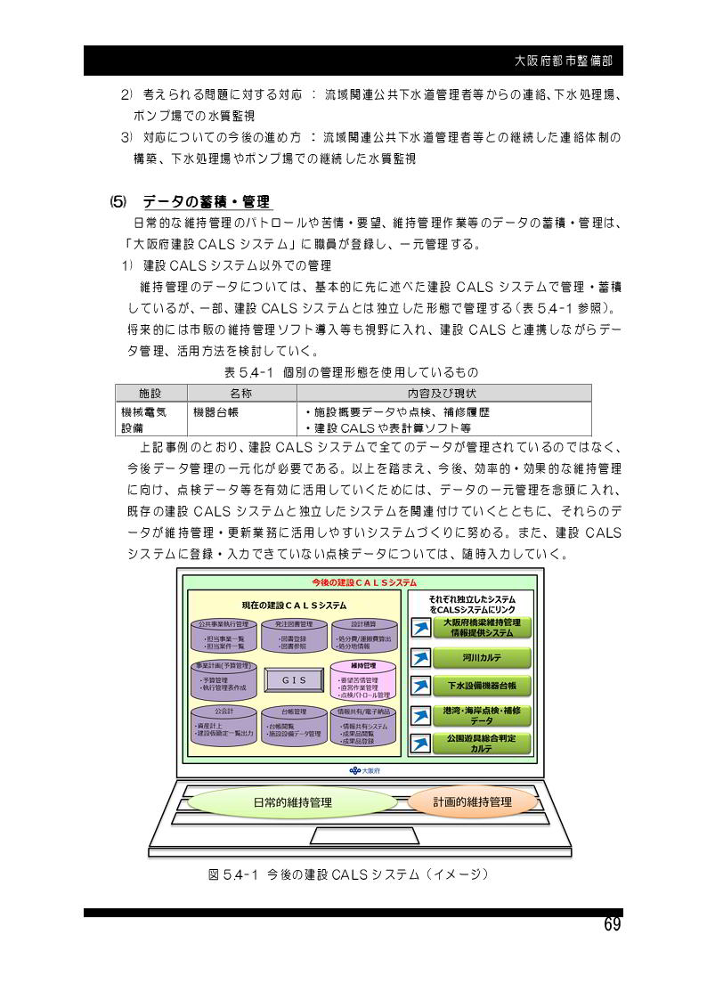 大阪府都市整備部
2） 考えられる問題に対する対応 ： 流域関連公共下水道管理者等からの連絡、下水処理場、
ポンプ場での水質監視
3） 対応についての今後の進め方 ： 流域関連公共下水道管理者等との継続した連絡体制の
構築、下水処理場やポンプ場での継続した水質監視
(5) データの蓄積・管理
日常的な維持管理のパトロールや苦情・要望、維持管理作業等のデータの蓄積・管理は、
「大阪府建設 CALS システム」に職員が登録し、一元管理する。
1） 建設 CALS システム以外での管理
維持管理のデータについては、基本的に先に述べた建設 CALS システムで管理・蓄積
しているが、一部、建設 CALS システムとは独立した形態で管理する（表 5.4-1 参照）。
将来的には市販の維持管理ソフト導入等も視野に入れ、建設 CALS と連携しながらデー
タ管理、活用方法を検討していく。
表 5.4-1 個別の管理形態を使用しているもの
施設 名称 内容及び現状
機械電気 機器台帳 ・施設概要データや点検、補修履歴
設備 ・建設 CALS や表計算ソフト等
上記事例のとおり、建設 CALS システムで全てのデータが管理されているのではなく、
今後データ管理の一元化が必要である。以上を踏まえ、今後、効率的・効果的な維持管理
に向け、点検データ等を有効に活用していくためには、データの一元管理を念頭に入れ、
既存の建設 CALS システムと独立したシステムを関連付けていくとともに、それらのデ
ータが維持管理・更新業務に活用しやすいシステムづくりに努める。また、建設 CALS
システムに登録・入力できていない点検データについては、随時入力していく。
今後の建設ＣＡＬＳシステム
現在の建設ＣＡＬＳシステム
公共事業執行管理
・担当事業一覧
・担当案件一覧
発注図書管理
・図書登録
・図書参照
設計積算
・処分費/運搬費算出
・処分地情報
事業計画(予算管理)
・予算管理
・執行管理表作成
ＧＩＳ
維持管理
・要望苦情管理
・直営作業管理
・点検パトロール管理
公会計
・資産計上
・建設仮勘定一覧出力
台帳管理
・台帳閲覧
・施設設備データ管理
情報共有/電子納品
・情報共有システム
・成果品閲覧
・成果品登録
それぞれ独立したシステム
をCALSシステムにリンク
大阪府橋梁維持管理
情報提供システム
河川カルテ
下水設備機器台帳
港湾・海岸点検・補修
データ
公園遊具総合判定
カルテ
大阪府
日常的維持管理
計画的維持管理
図 5.4-1 今後の建設 CALS システム（イメージ）
69